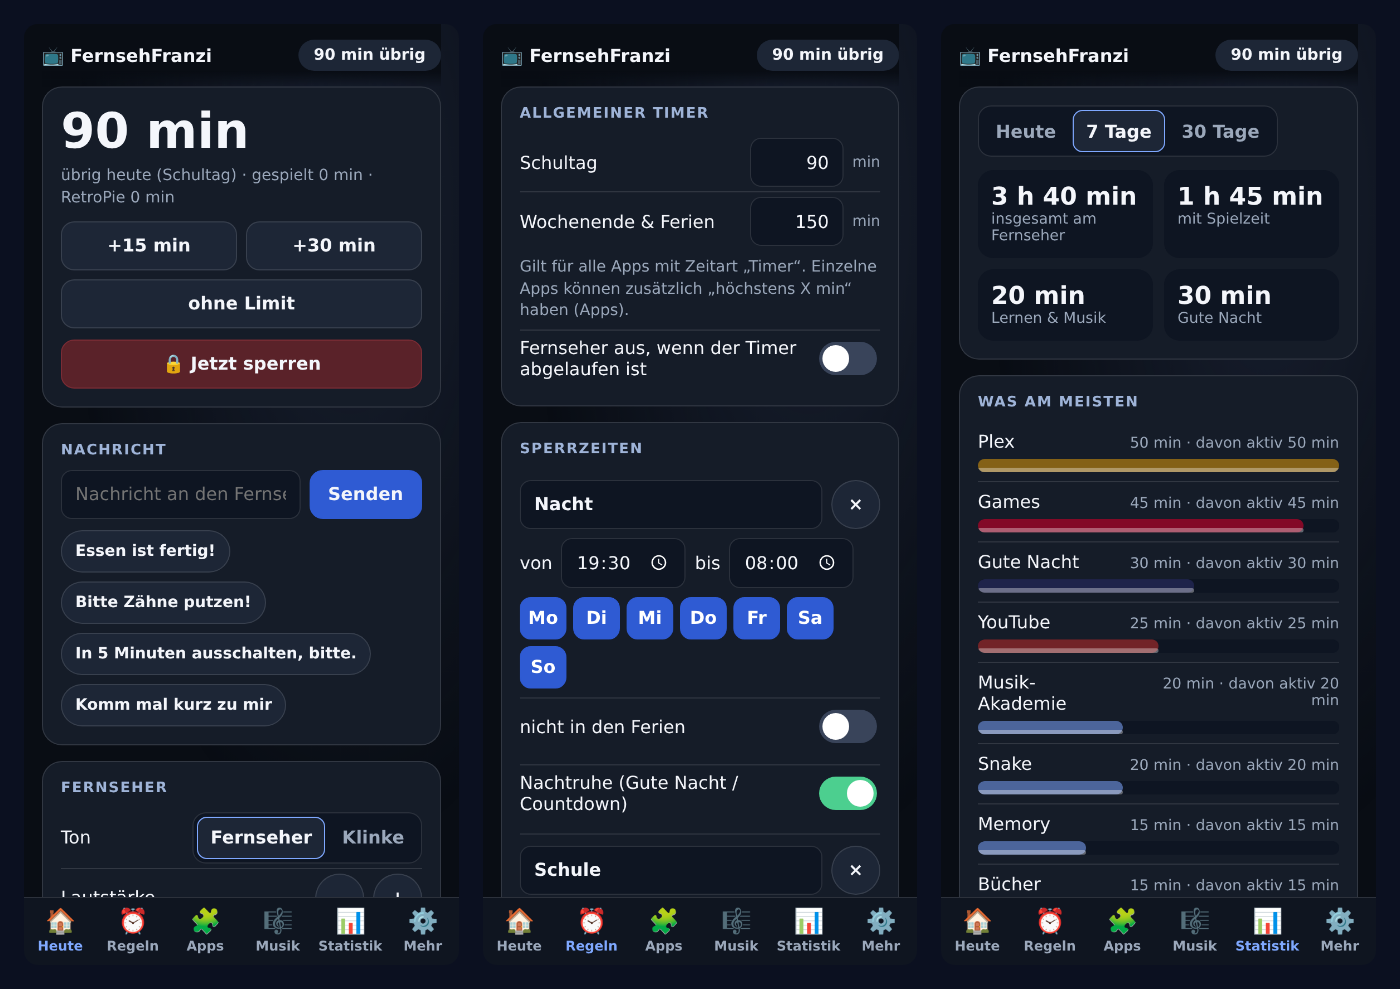 FernsehFranzi
90 min übrig
90 min
übrig heute (Schultag) · gespielt 0 min ·
RetroPie 0 min
+15 min
+30 min
ohne Limit
Jetzt sperren
NACHRICHT
Nachricht an den Fernse
Senden
Essen ist fertig!
Bitte Zähne putzen!
In 5 Minuten ausschalten, bitte.
Komm mal kurz zu mir
FERNSEHER
Ton
Fernseher
Klinke
Lautstärke
Heute
Regeln
Apps
Musik
Statistik
Mehr
FernsehFranzi
90 min übrig
ALLGEMEINER TIMER
Schultag
90
min
Wochenende & Ferien
150
min
Gilt für alle Apps mit Zeitart „Timer“. Einzelne
Apps können zusätzlich „höchstens X min“
haben (Apps).
Fernseher aus, wenn der Timer
abgelaufen ist
SPERRZEITEN
Nacht
×
von
19:30
bis
08:00
Mo
Di
Mi
Do
Fr
Sa
So
nicht in den Ferien
Nachtruhe (Gute Nacht /
Countdown)
Schule
×
Heute
Regeln
Apps
Musik
Statistik
Mehr
FernsehFranzi
90 min übrig
Heute
7 Tage
30 Tage
3 h 40 min
insgesamt am
Fernseher
1 h 45 min
mit Spielzeit
20 min
Lernen & Musik
30 min
Gute Nacht
WAS AM MEISTEN
Plex
50 min · davon aktiv 50 min
Games
45 min · davon aktiv 45 min
Gute Nacht
30 min · davon aktiv 30 min
YouTube
25 min · davon aktiv 25 min
Musik-
Akademie
20 min · davon aktiv 20
min
Snake
20 min · davon aktiv 20 min
Memory
15 min · davon aktiv 15 min
Bücher
15 min · davon aktiv 15 min
Heute
Regeln
Apps
Musik
Statistik
Mehr